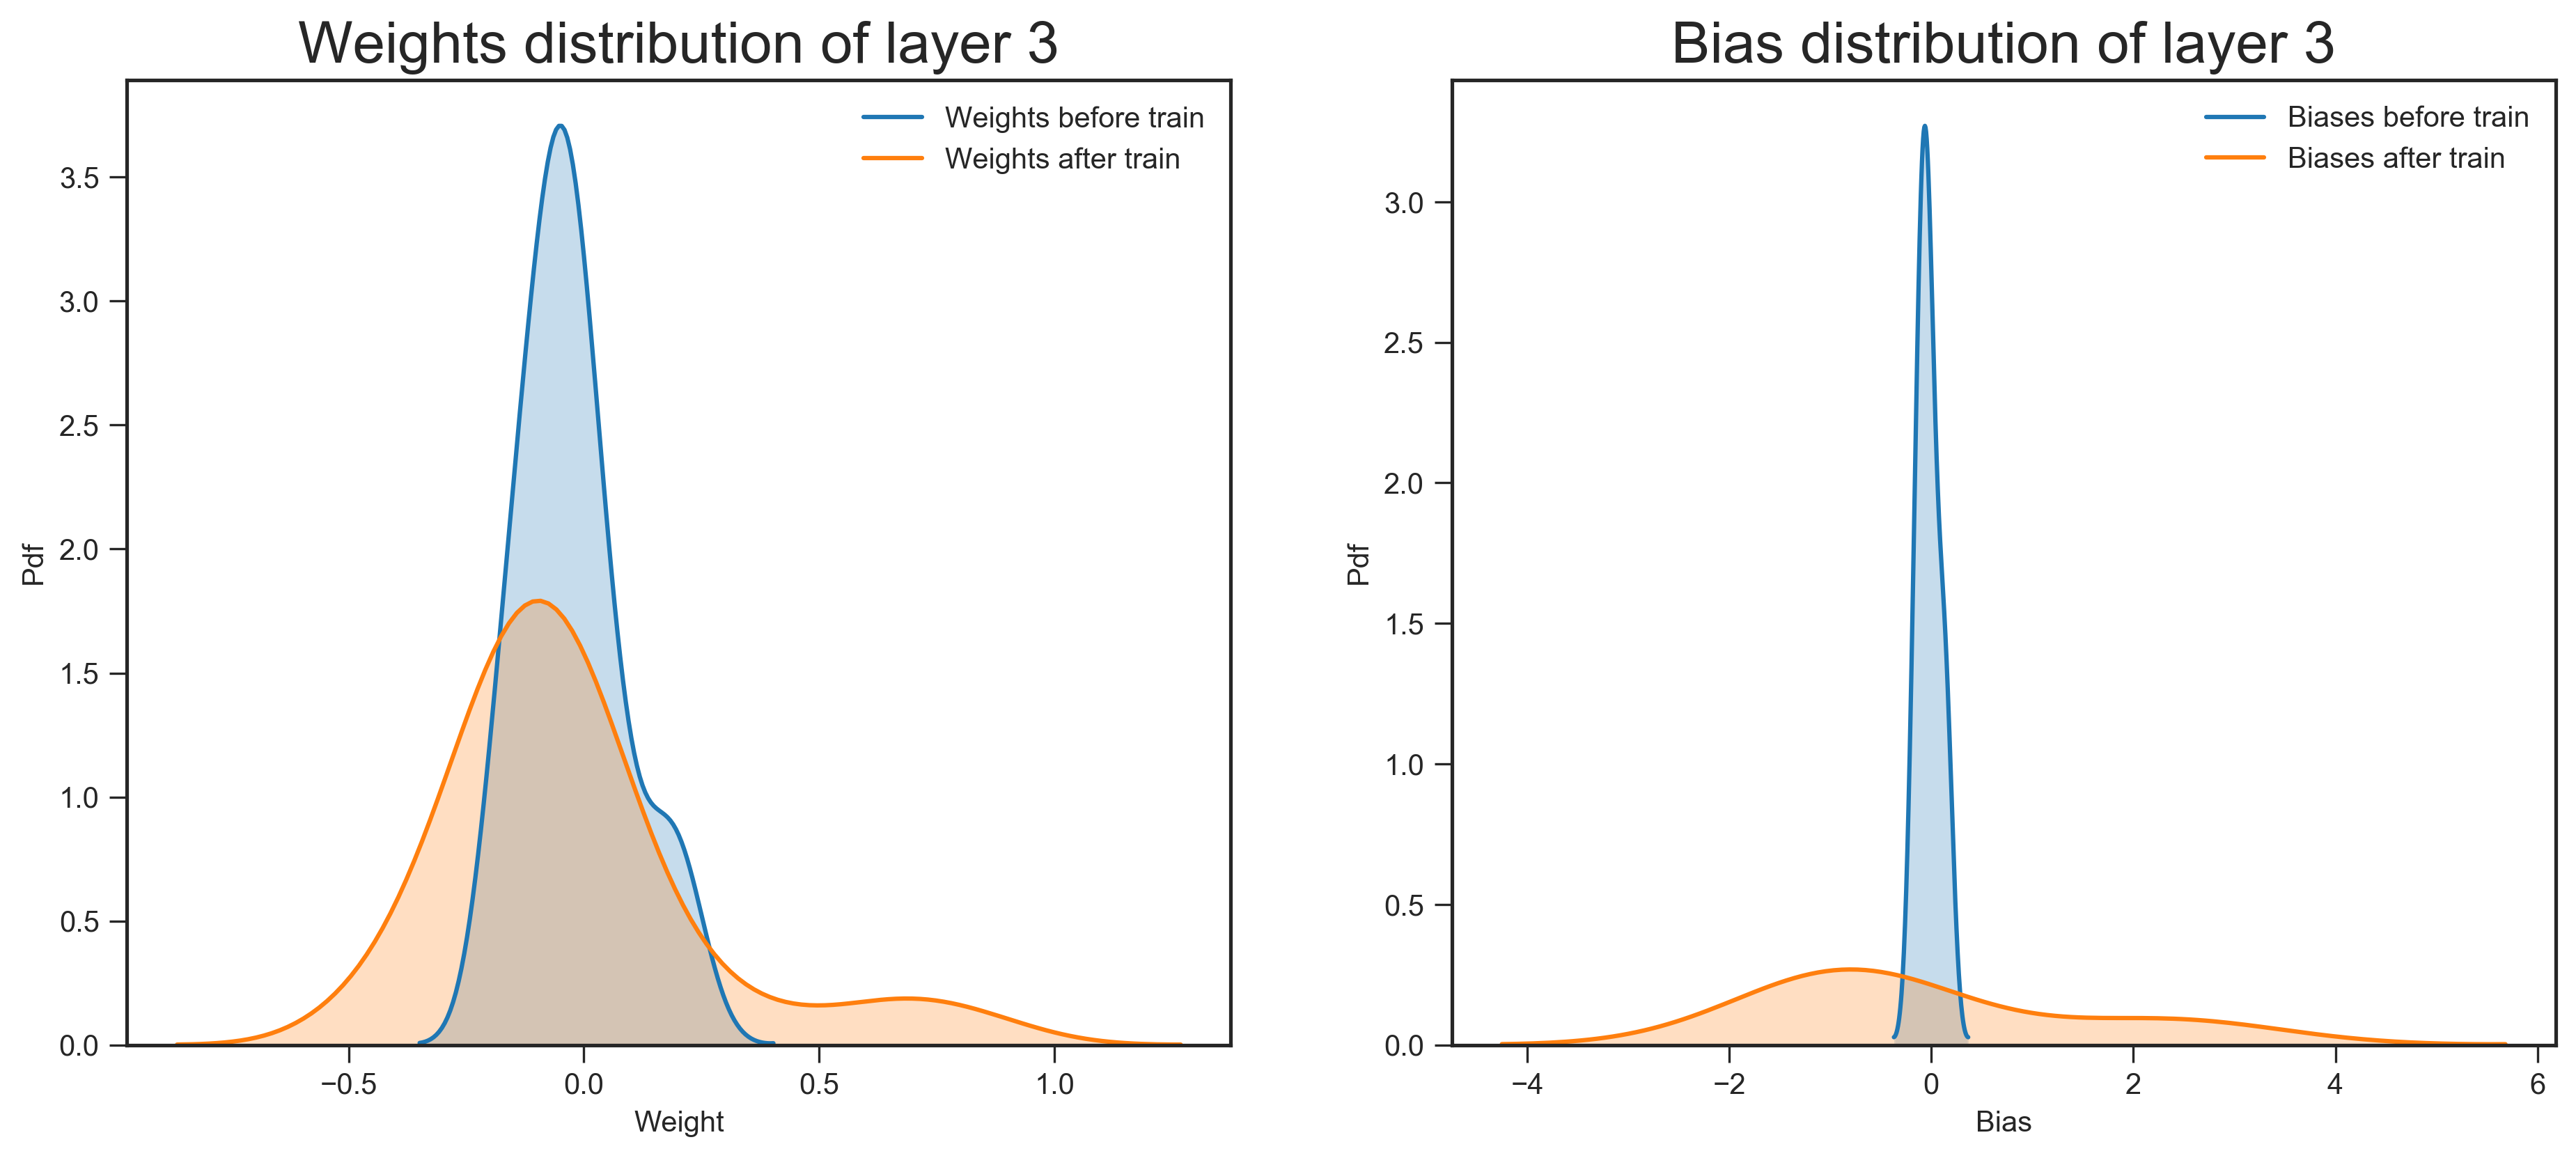 Weights distribution of layer 3
Weights before train
Weights after train
3.5
3.0
2.5
2.0
1.5
1.0
0.5
0.0
Pdf
−0.5
0.0
0.5
1.0
Weight
Bias distribution of layer 3
Biases before train
Biases after train
3.0
2.5
2.0
1.5
1.0
0.5
0.0
Pdf
−4
−2
0
2
4
6
Bias